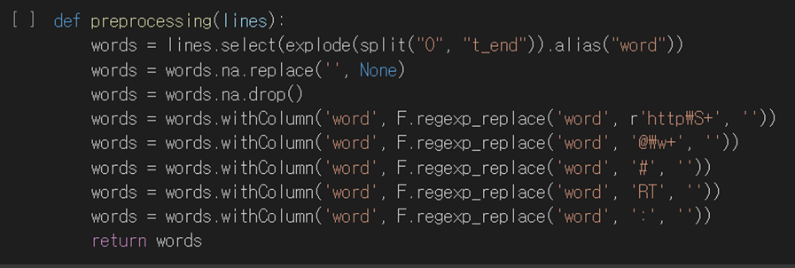 [ ] def preprocessing(lines):
words = lines.select(explode(split("0", "t_end")).alias("word"))
words = words.na.replace('', None)
words = words.na.drop()
words = words.withColumn('word', F.regexp_replace('word', r'http₩S+', ''))
words = words.withColumn('word', F.regexp_replace('word', '@₩w+', ''))
words = words.withColumn('word', F.regexp_replace('word', '#', ''))
words = words.withColumn('word', F.regexp_replace('word', 'RT', ''))
words = words.withColumn('word', F.regexp_replace('word', ':', ''))
return words